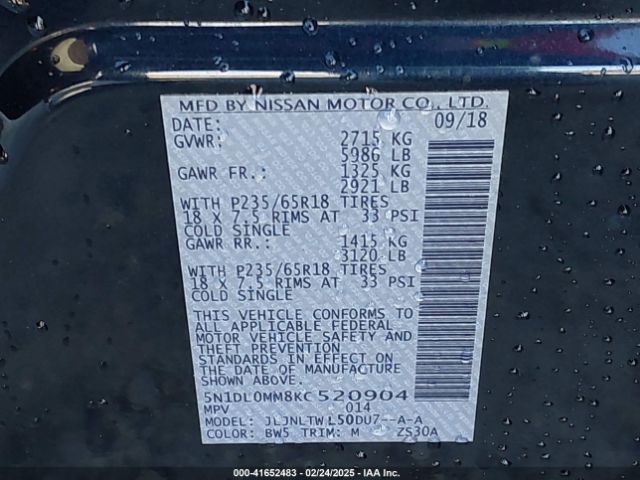 MFD BY NISSAN MOTOR CO., LTD.
DATE: 09/18
GVWR: 2715 KG
5986 LB
GAWR FR.: 1325 KG
2921 LB
WITH P235/65R18 TIRES
18 X 7.5 RIMS AT 33 PSI
COLD SINGLE
GAWR RR.: 1415 KG
3120 LB
WITH P235/65R18 TIRES
18 X 7.5 RIMS AT 33 PSI
COLD SINGLE
THIS VEHICLE CONFORMS TO
ALL APPLICABLE FEDERAL
MOTOR VEHICLE SAFETY AND
THEFT PREVENTION
STANDARDS IN EFFECT ON
THE DATE OF MANUFACTURE
SHOWN ABOVE.
5N1DL0MM8KC520904
MPV 014
MODEL: JLJNLTWL50DU7--A-A
COLOR: BW5 TRIM: M ZS30A
000-41652483 - 02/24/2025 - IAA Inc.